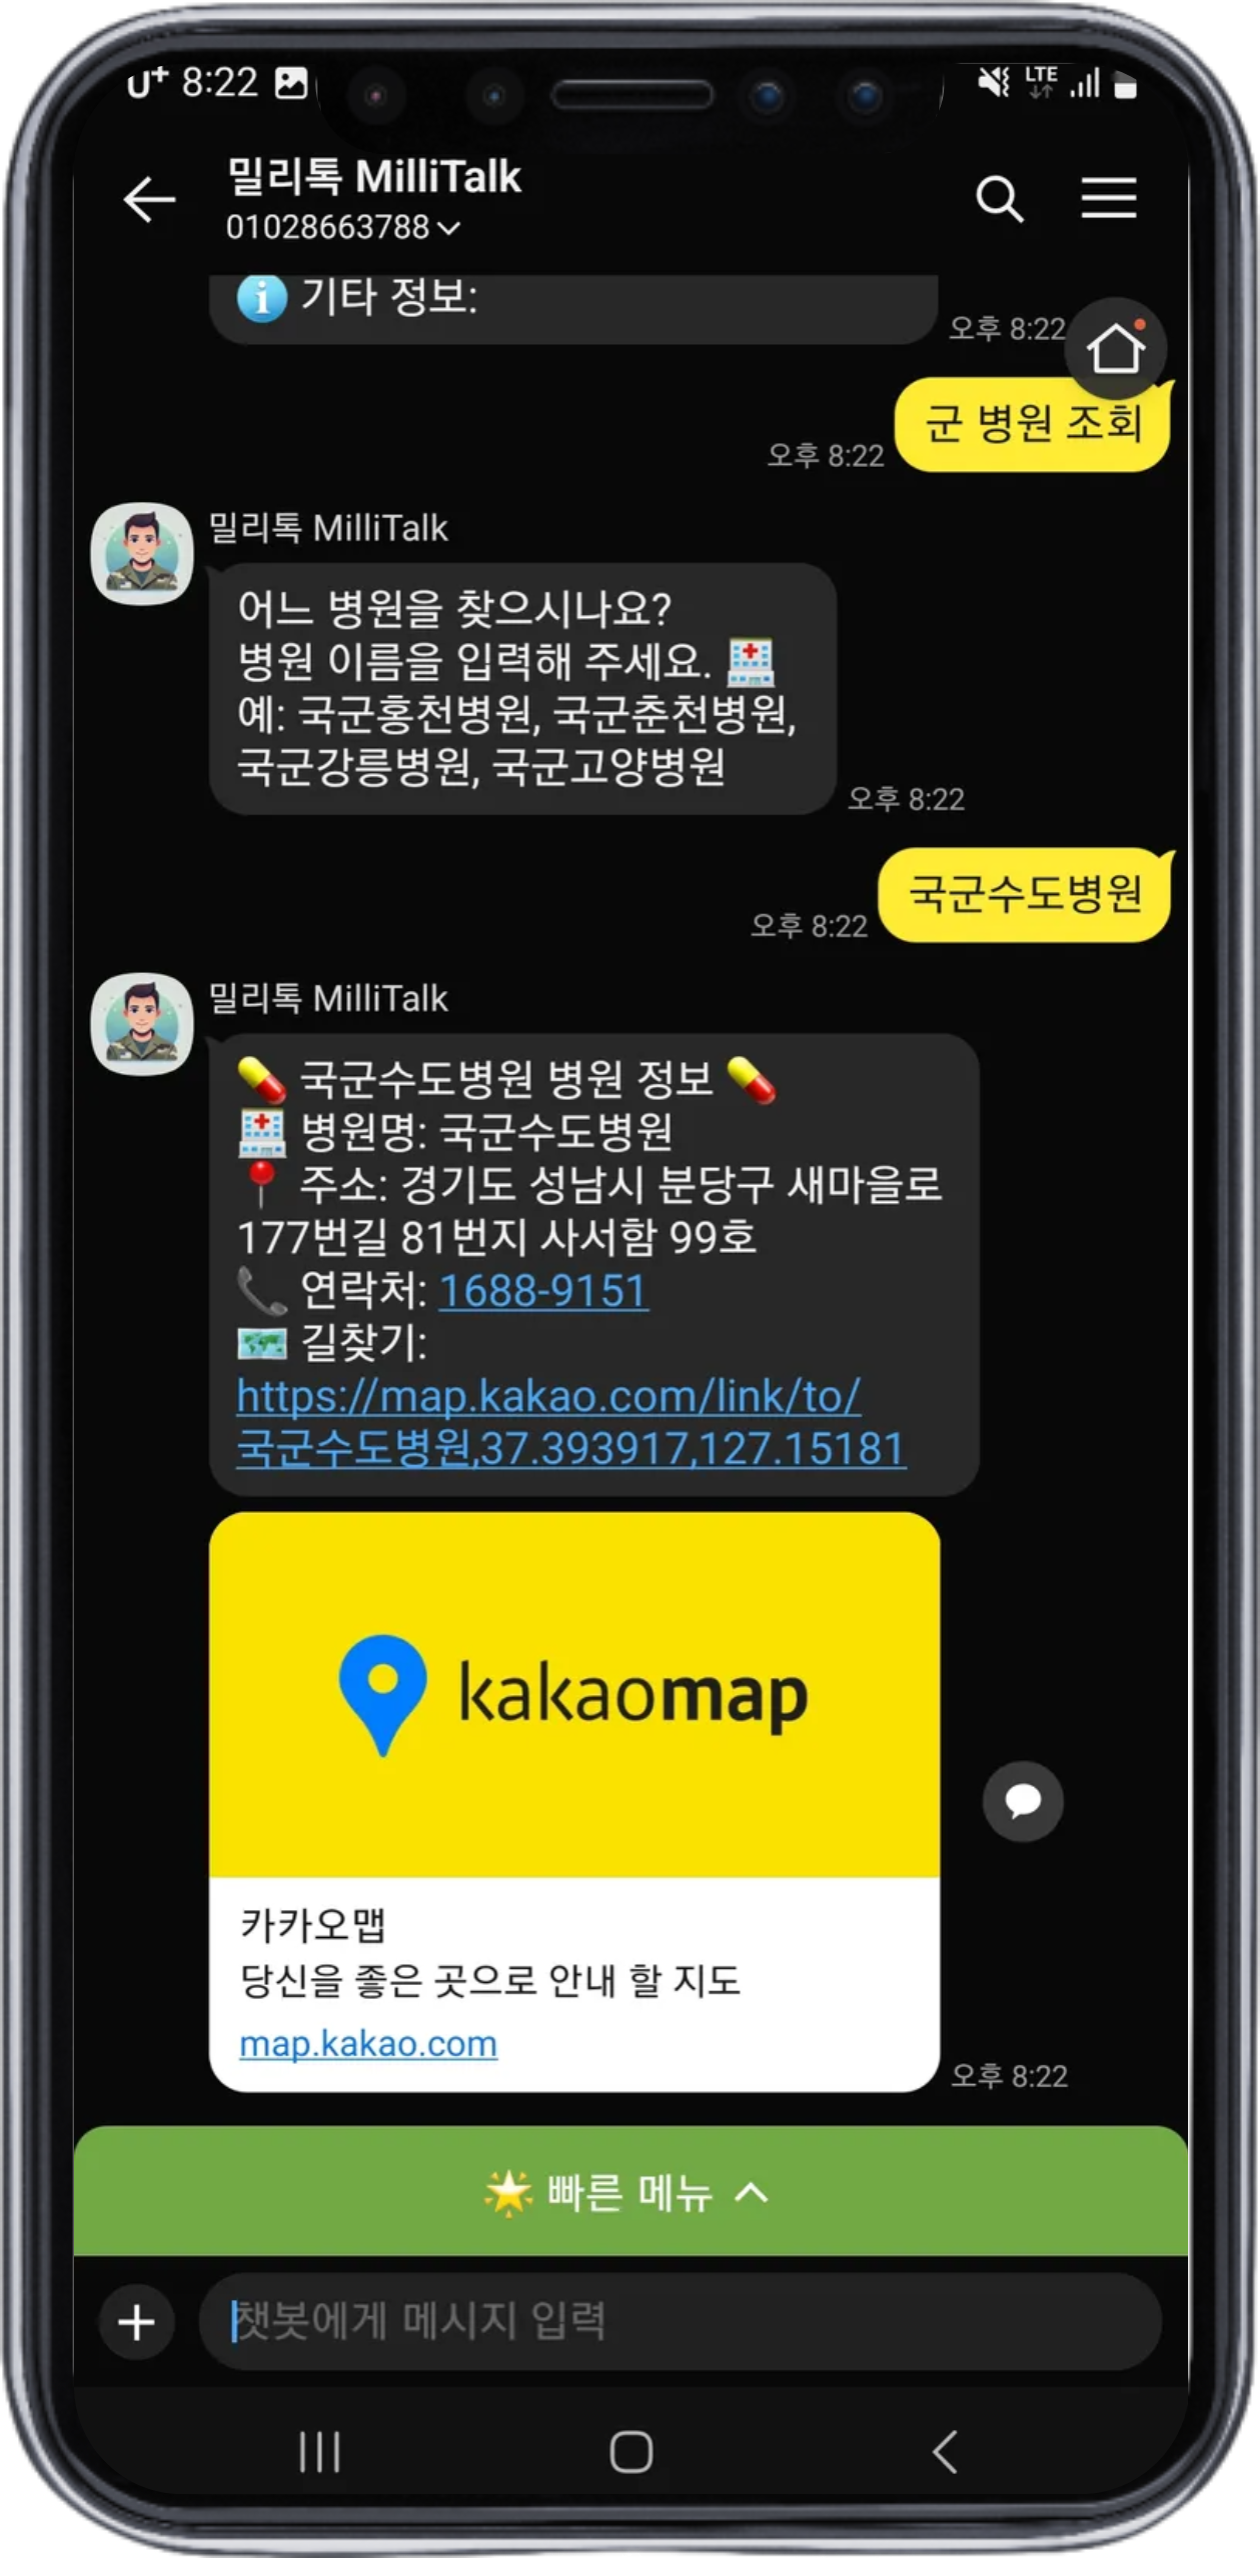 U+ 8:22
LTE
밀리톡 MilliTalk
01028663788
기타 정보:
오후 8:22
군 병원 조회
오후 8:22
밀리톡 MilliTalk
어느 병원을 찾으시나요?
병원 이름을 입력해 주세요.
예: 국군홍천병원, 국군춘천병원,
국군강릉병원, 국군고양병원
오후 8:22
국군수도병원
오후 8:22
밀리톡 MilliTalk
국군수도병원 병원 정보
병원명: 국군수도병원
주소: 경기도 성남시 분당구 새마을로
177번길 81번지 사서함 99호
연락처: 1688-9151
길찾기:
https://map.kakao.com/link/to/
국군수도병원,37.393917,127.15181
kakaomap
카카오맵
당신을 좋은 곳으로 안내 할 지도
map.kakao.com
오후 8:22
빠른 메뉴
챗봇에게 메시지 입력